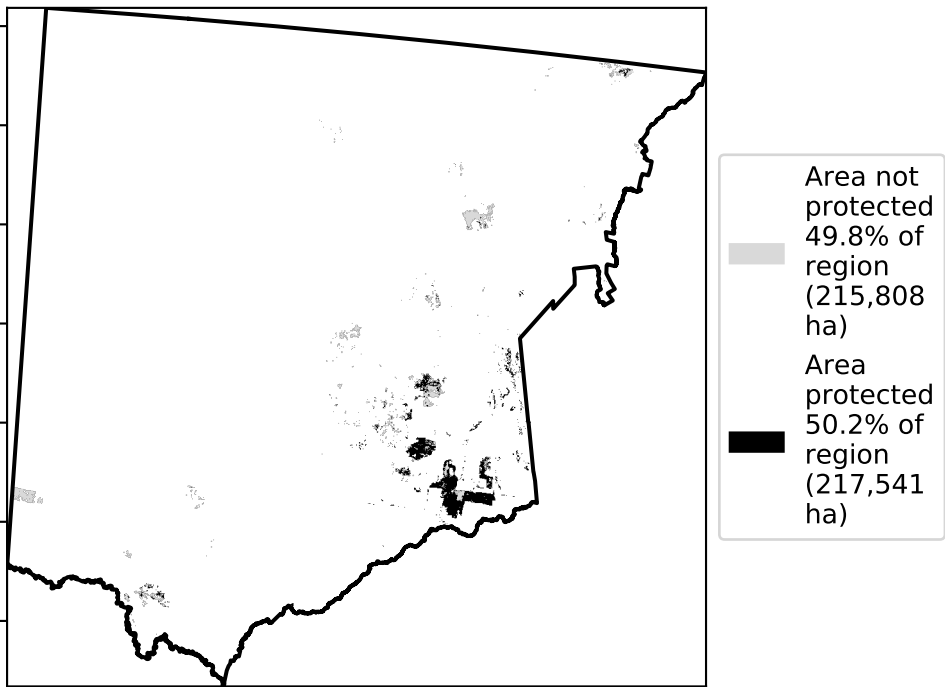 Area not
protected
49.8% of
region
(215,808
ha)
Area
protected
50.2% of
region
(217,541
ha)